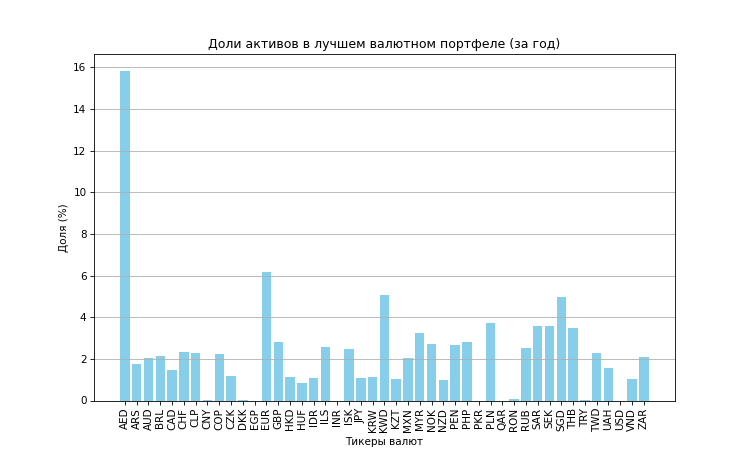 Доли активов в лучшем валютном портфеле (за год)
Доля (%)
16
14
12
10
8
6
4
2
0
AED ARS AUD BRL CAD CHF CLP CNY COP CZK DKK EGP EUR GBP HKD HUF IDR ILS INR ISK JPY KRW KWD KZT MXN MYR NOK NZD PEN PHP PKR PLN QAR RON RUB SAR SEK SGD THB TRY TWD UAH USD VND ZAR
Тикеры валют